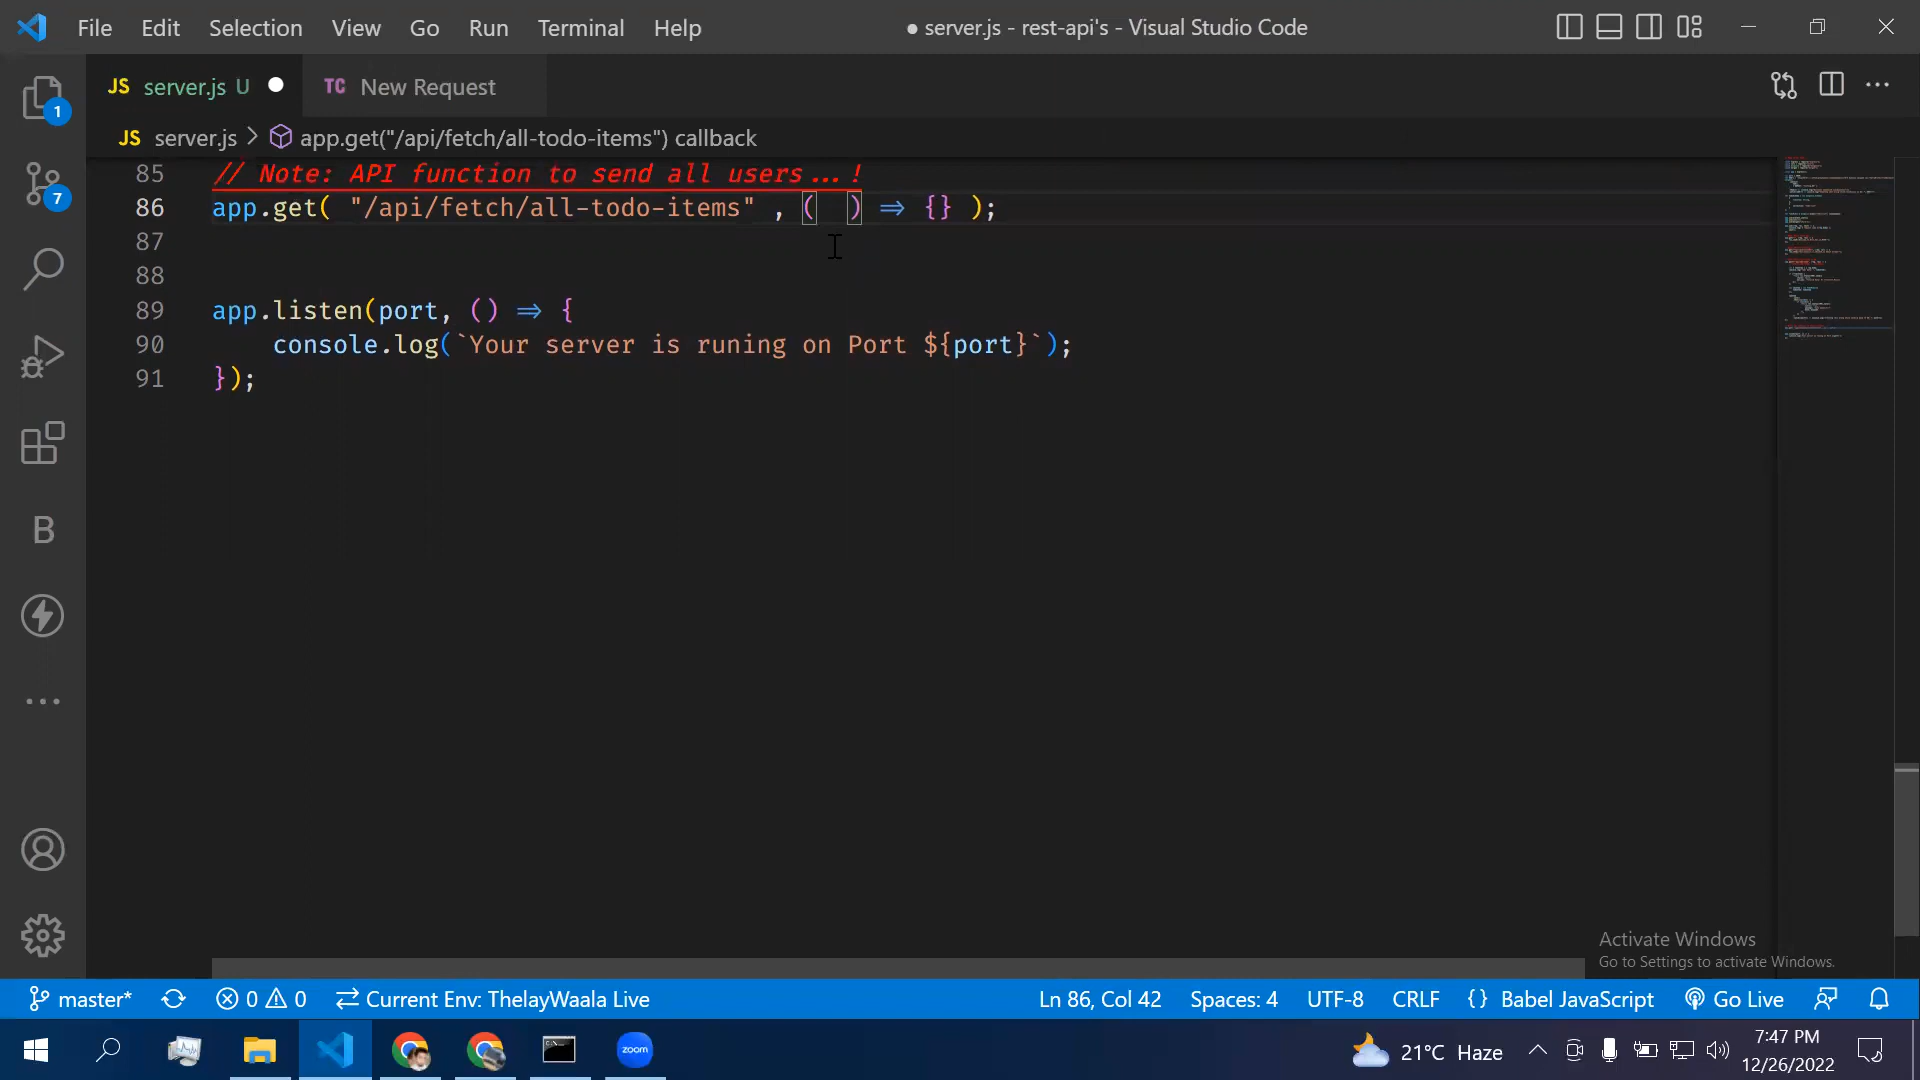 File Edit Selection View Go Run Terminal Help
● server.js - rest-api's - Visual Studio Code
JS server.js U ●
TC New Request
JS server.js > app.get("/api/fetch/all-todo-items") callback
85 // Note: API function to send all users...!
86 app.get( "/api/fetch/all-todo-items" , (  ) => {} );
87
88
89 app.listen(port, () => {
90 console.log(`Your server is runing on Port ${port}`);
91 });
1
7
B
Activate Windows
Go to Settings to activate Windows.
master* 0 0 Current Env: ThelayWaala Live
Ln 86, Col 42 Spaces: 4 UTF-8 CRLF {} Babel JavaScript Go Live
zoom
21°C Haze
7:47 PM
12/26/2022